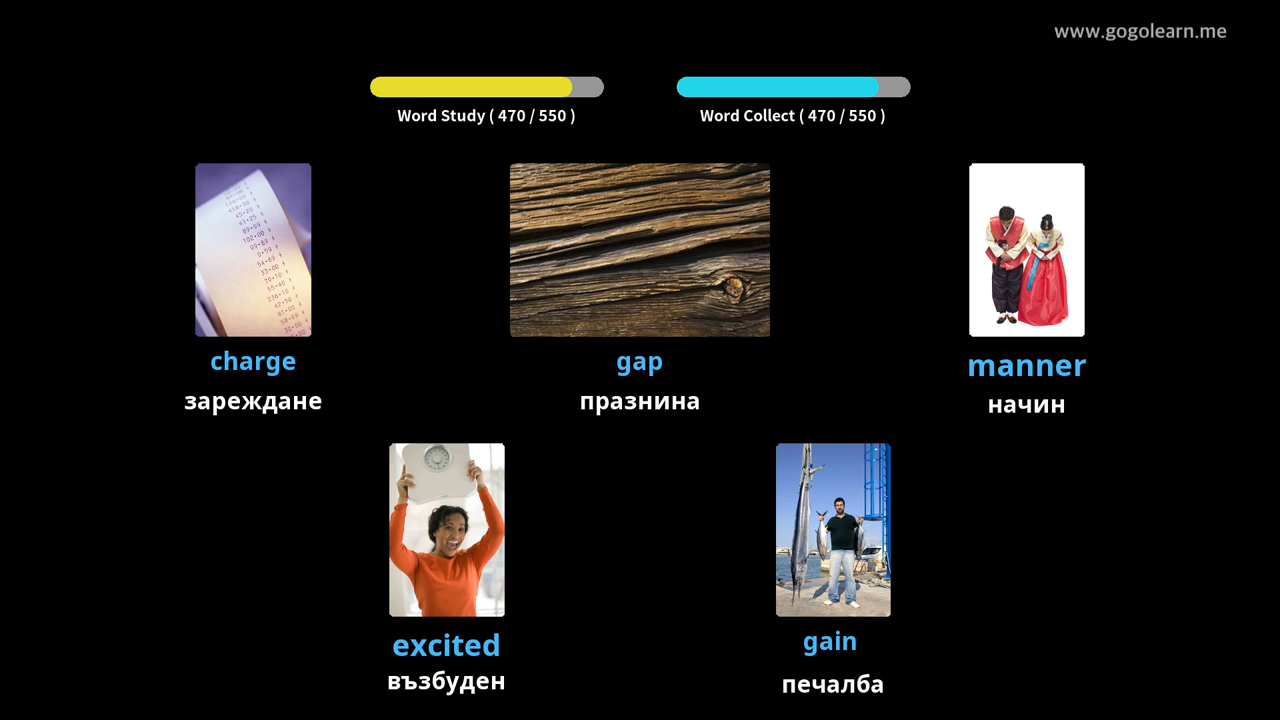 www.gogolearn.me
Word Study ( 470 / 550 )
Word Collect ( 470 / 550 )
charge
зареждане
gap
празнина
manner
начин
excited
възбуден
gain
печалба